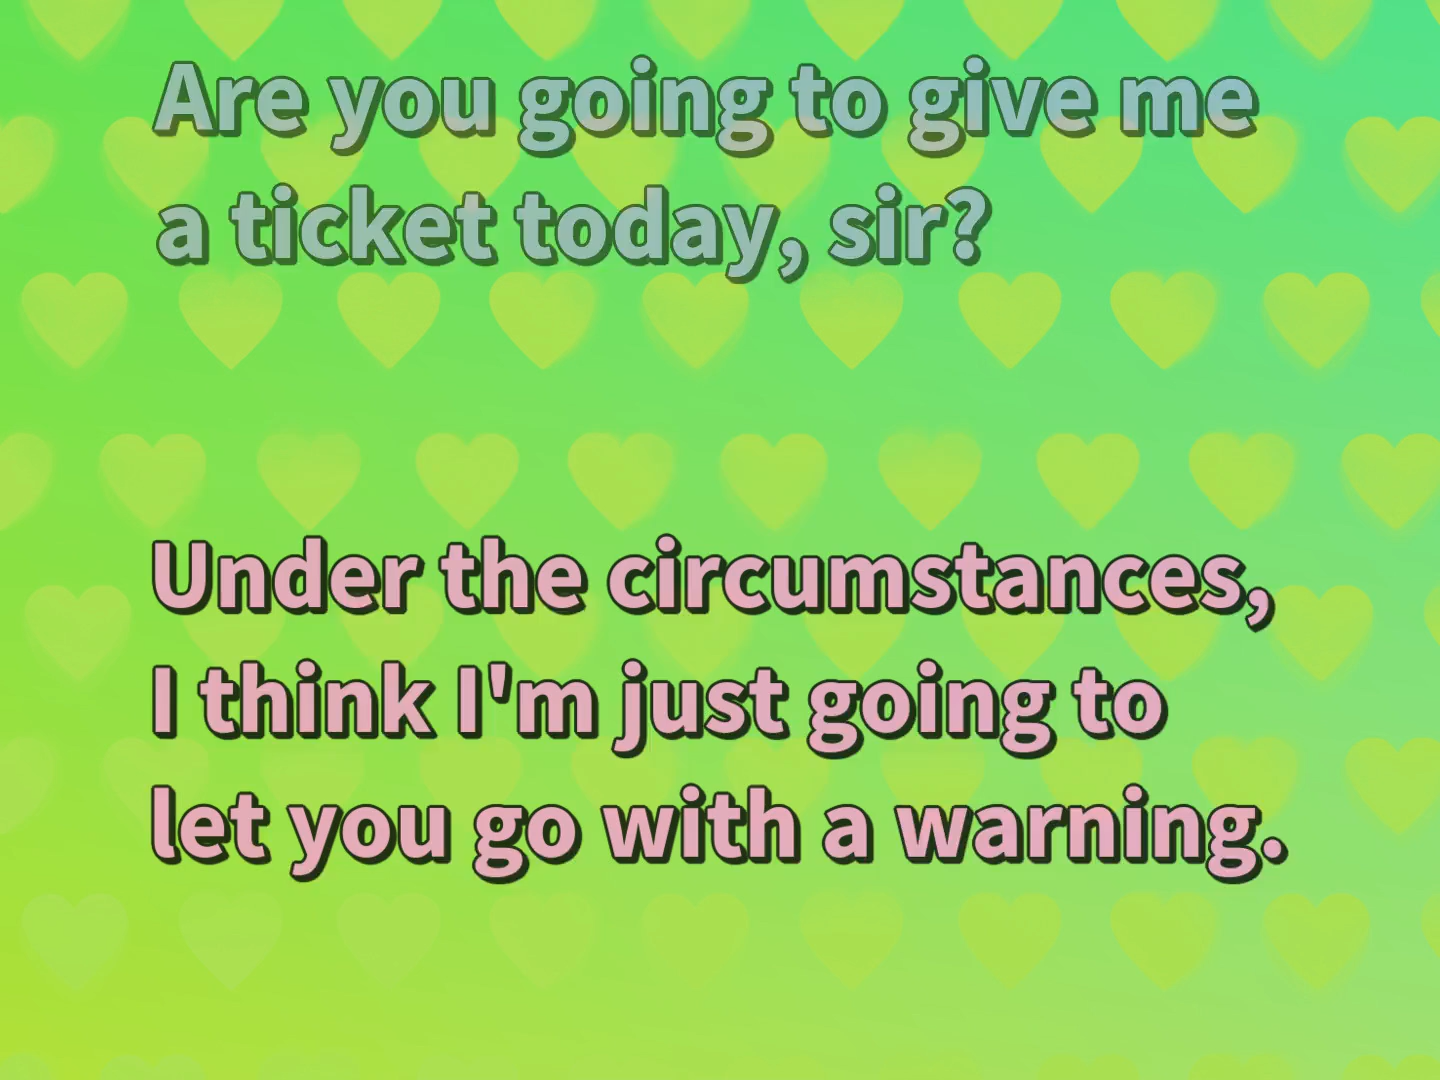 Are you going to give me
a ticket today, sir?
Under the circumstances,
I think I'm just going to
let you go with a warning.